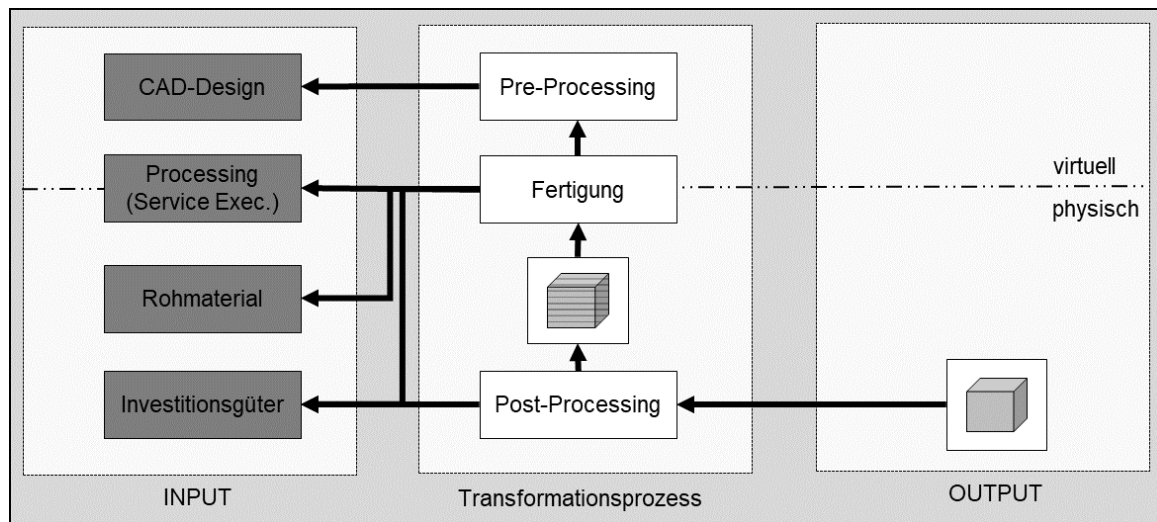 CAD-Design
Pre-Processing
Processing
(Service Exec.)
Fertigung
virtuell
physisch
Rohmaterial
Investitionsgüter
Post-Processing
INPUT
Transformationsprozess
OUTPUT